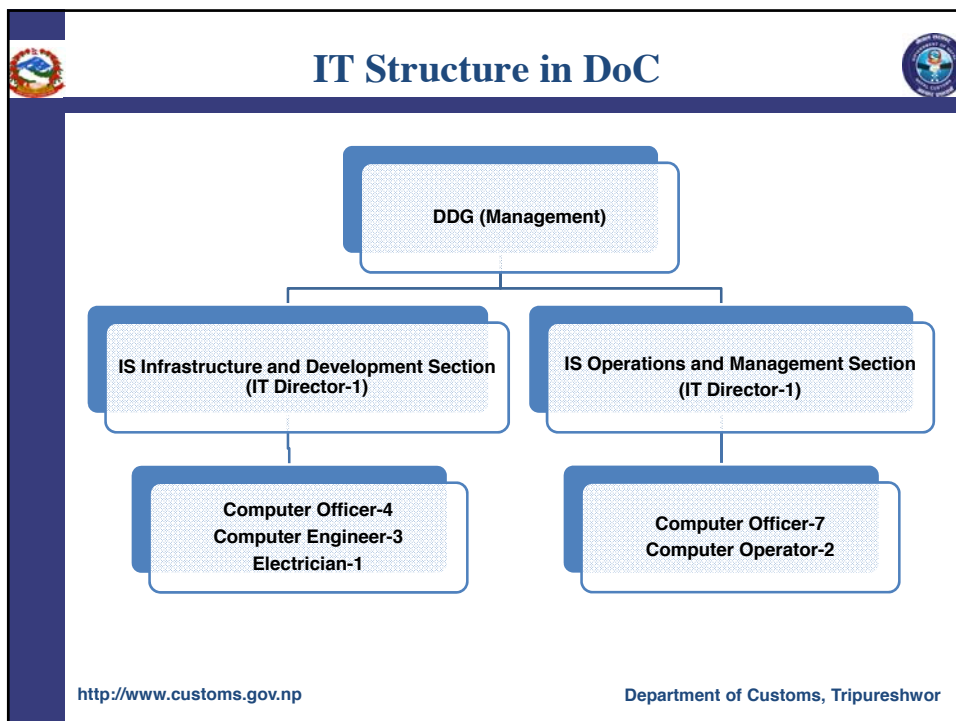 IT Structure in DoC
DDG (Management)
IS Infrastructure and Development Section
(IT Director-1)
IS Operations and Management Section
(IT Director-1)
Computer Officer-4
Computer Engineer-3
Electrician-1
Computer Officer-7
Computer Operator-2
http://www.customs.gov.np
Department of Customs, Tripureshwor